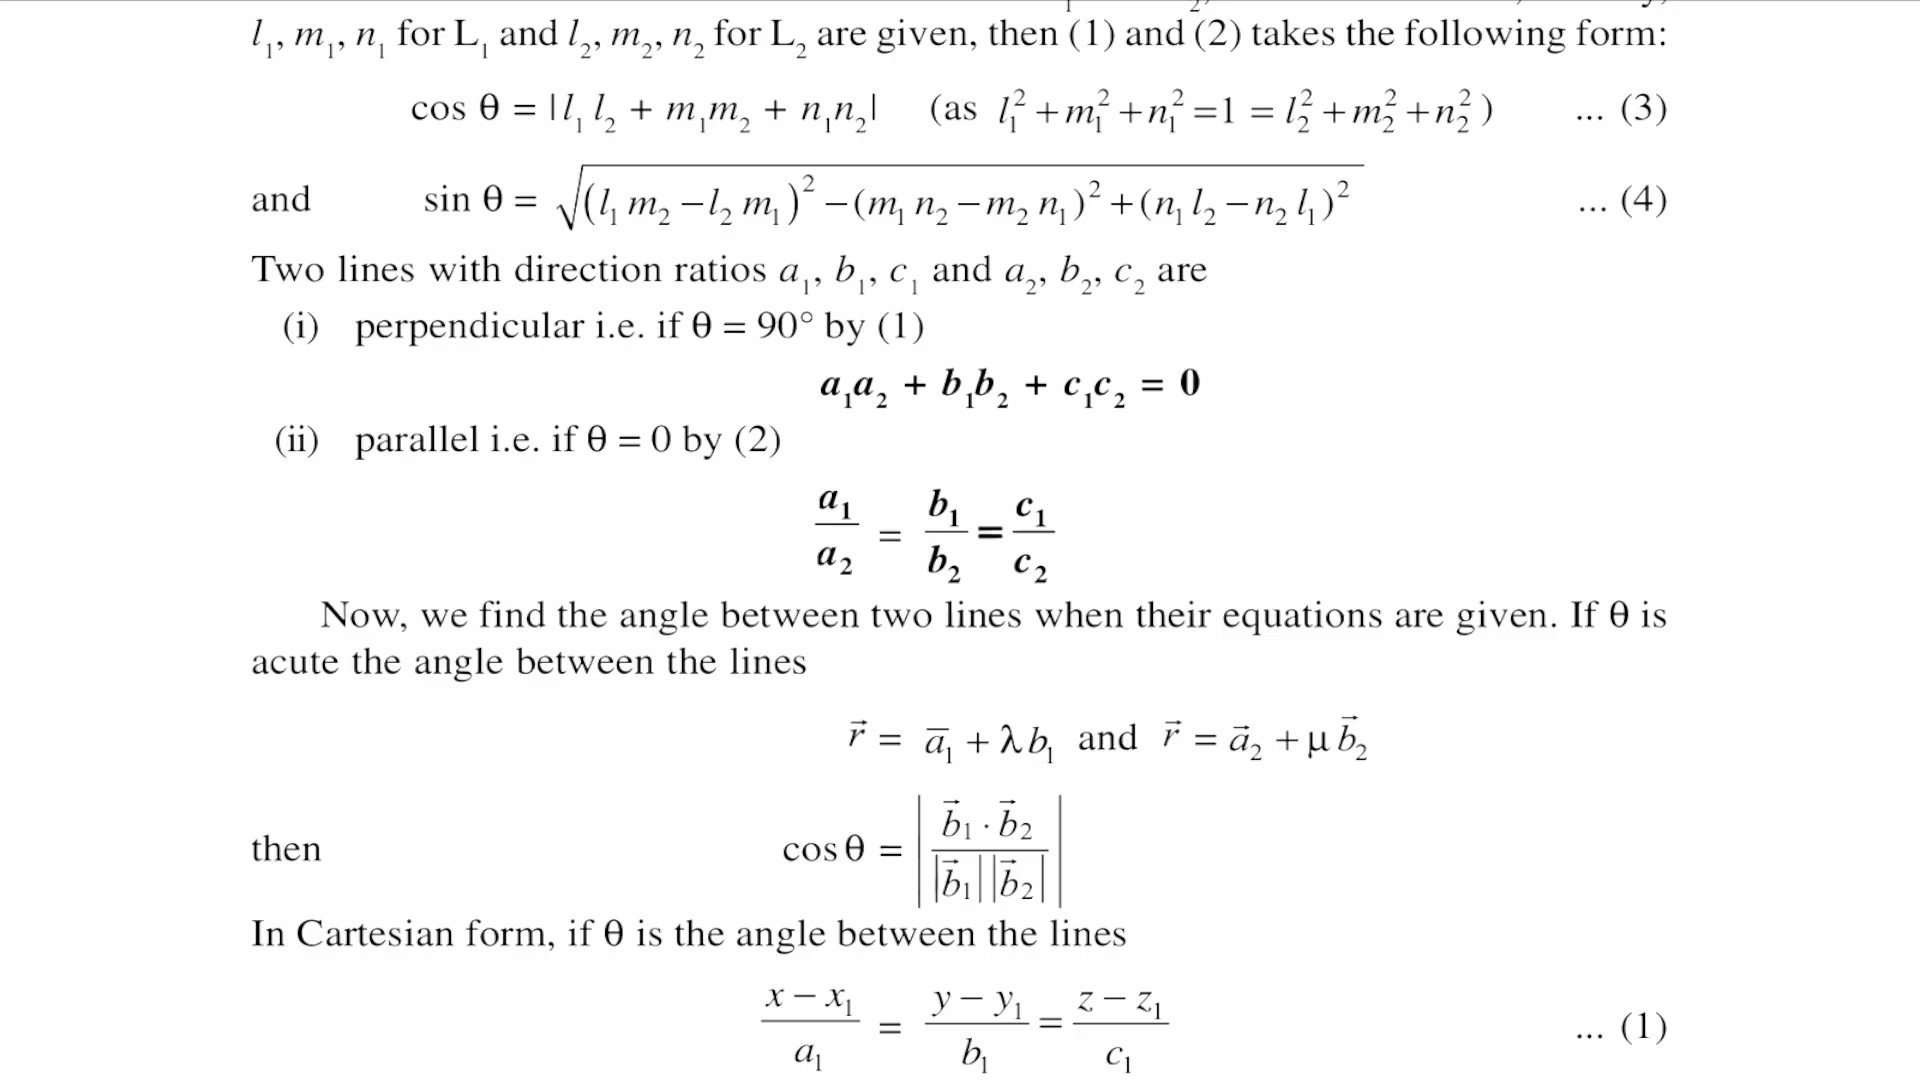 l₁, m₁, n₁ for L₁ and l₂, m₂, n₂ for L₂ are given, then (1) and (2) takes the following form:
cos θ = |l₁ l₂ + m₁m₂ + n₁n₂| (as l₁² + m₁² + n₁² = 1 = l₂² + m₂² + n₂²) ... (3)
and sin θ = √((l₁ m₂ − l₂ m₁)² − (m₁ n₂ − m₂ n₁)² + (n₁ l₂ − n₂ l₁)²) ... (4)
Two lines with direction ratios a₁, b₁, c₁ and a₂, b₂, c₂ are
(i) perpendicular i.e. if θ = 90° by (1)
a₁a₂ + b₁b₂ + c₁c₂ = 0
(ii) parallel i.e. if θ = 0 by (2)
a₁/a₂ = b₁/b₂ = c₁/c₂
Now, we find the angle between two lines when their equations are given. If θ is
acute the angle between the lines
r⃗ = a̅₁ + λb₁ and r⃗ = a⃗₂ + μb⃗₂
then cos θ = |b⃗₁ · b⃗₂ / |b⃗₁||b⃗₂||
In Cartesian form, if θ is the angle between the lines
(x − x₁)/a₁ = (y − y₁)/b₁ = (z − z₁)/c₁ ... (1)